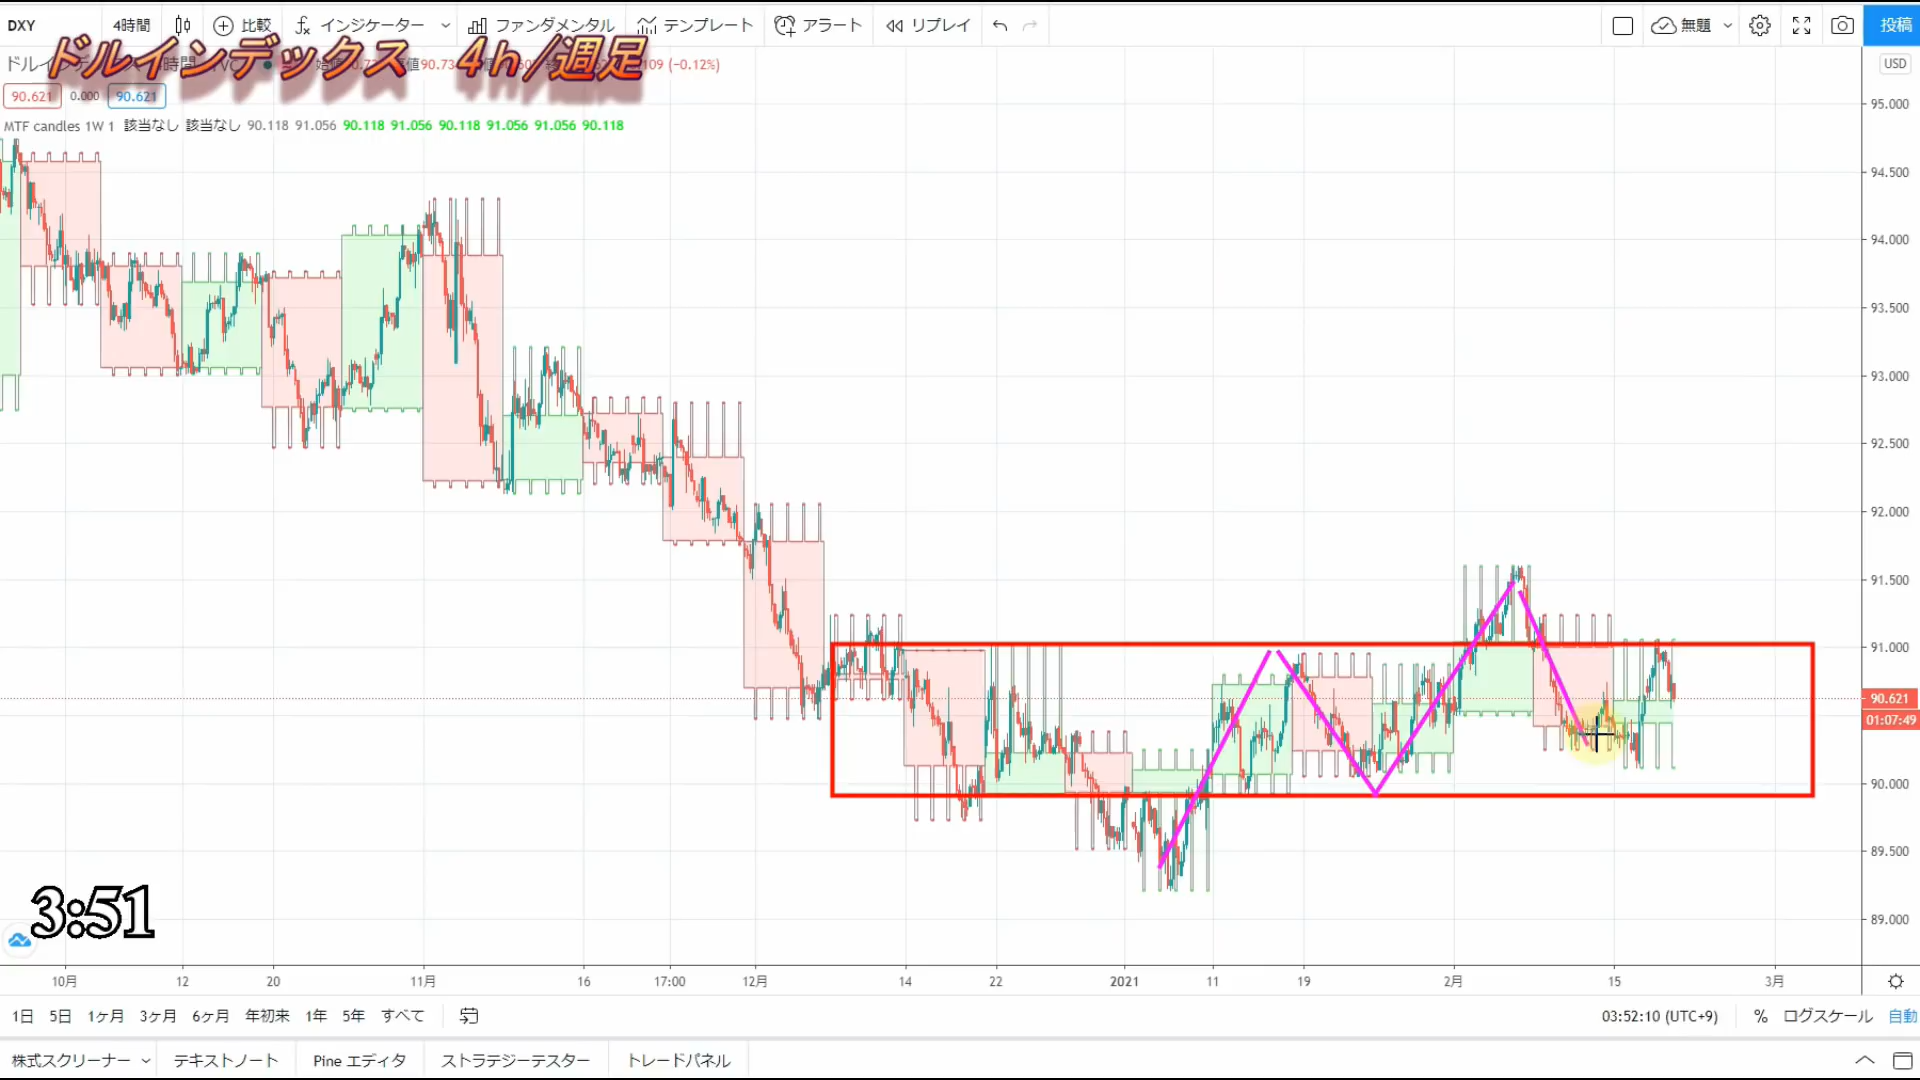 DXY 4時間 比較 インジケーター ファンダメンタル テンプレート アラート リプレイ 無題 投稿
ドルインデックス 4h/週足
(−0.12%)
USD
90.621 0.000 90.621
MTF candles 1W 1 該当なし 該当なし 90.118 91.056 90.118 91.056 90.118 91.056 91.056 90.118
95.000
94.500
94.000
93.500
93.000
92.500
92.000
91.500
91.000
90.621
01:07:49
90.000
89.500
89.000
3:51
10月 12 20 11月 16 17:00 12月 14 22 2021 11 19 2月 15 3月
1日 5日 1ヶ月 3ヶ月 6ヶ月 年初来 1年 5年 すべて 03:52:10 (UTC+9) % ログスケール 自動
株式スクリーナー テキストノート Pine エディタ ストラテジーテスター トレードパネル